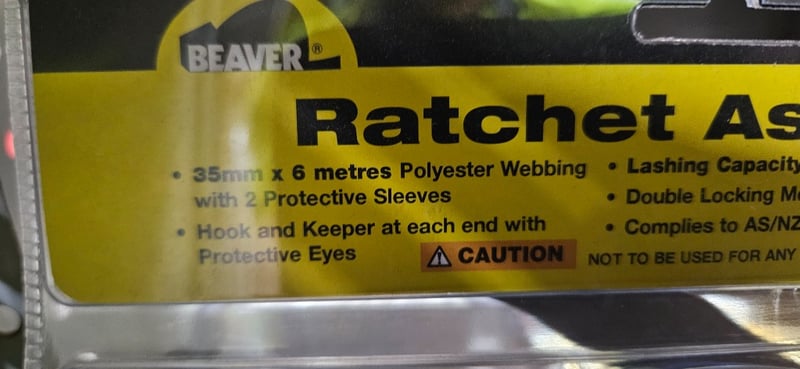 BEAVER®
Ratchet As
• 35mm x 6 metres Polyester Webbing
with 2 Protective Sleeves
• Hook and Keeper at each end with
Protective Eyes
• Lashing Capacity
• Double Locking M
• Complies to AS/NZ
⚠ CAUTION NOT TO BE USED FOR ANY